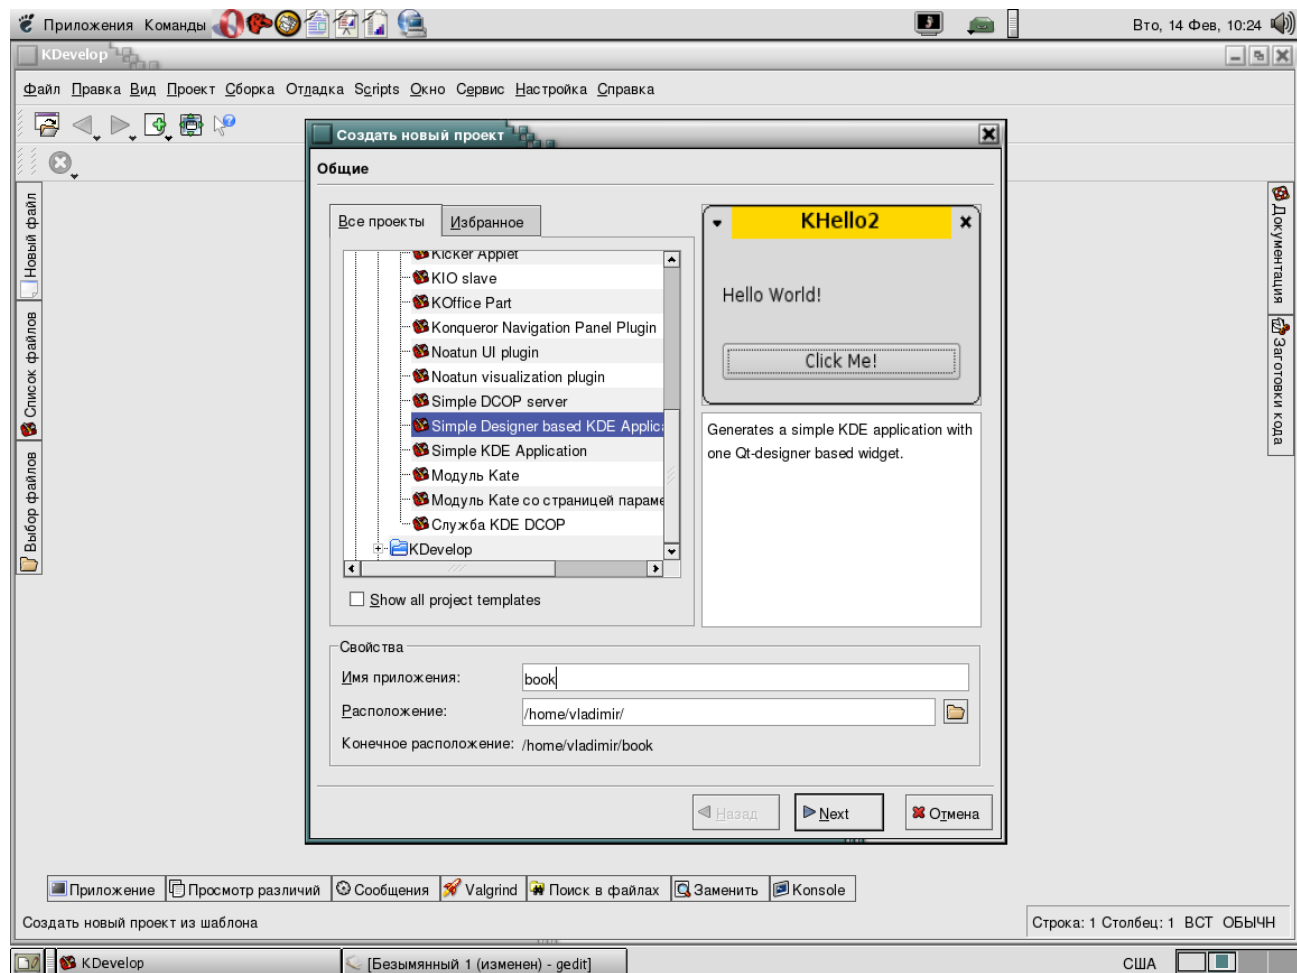 Приложения Команды
Вто, 14 Фев, 10:24
KDevelop
Файл Правка Вид Проект Сборка Отладка Scripts Окно Сервис Настройка Справка
Создать новый проект
Общие
Все проекты Избранное
Kicker Applet
KIO slave
KOffice Part
Konqueror Navigation Panel Plugin
Noatun UI plugin
Noatun visualization plugin
Simple DCOP server
Simple Designer based KDE Applica
Simple KDE Application
Модуль Kate
Модуль Kate со страницей параме
Служба KDE DCOP
KDevelop
Show all project templates
KHello2
Hello World!
Click Me!
Generates a simple KDE application with
one Qt-designer based widget.
Свойства
Имя приложения: book
Расположение: /home/vladimir/
Конечное расположение: /home/vladimir/book
Назад Next Отмена
Новый файл
Список файлов
Выбор файлов
Документация
Заготовки кода
Приложение Просмотр различий Сообщения Valgrind Поиск в файлах Заменить Konsole
Создать новый проект из шаблона
Строка: 1 Столбец: 1 ВСТ ОБЫЧН
KDevelop
[Безымянный 1 (изменен) - gedit]
США